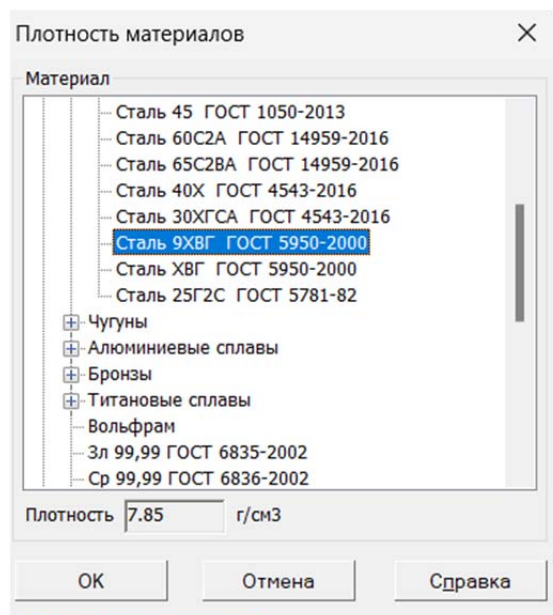 Плотность материалов
Материал
Сталь 45 ГОСТ 1050-2013
Сталь 60С2А ГОСТ 14959-2016
Сталь 65С2ВА ГОСТ 14959-2016
Сталь 40Х ГОСТ 4543-2016
Сталь 30ХГСА ГОСТ 4543-2016
Сталь 9ХВГ ГОСТ 5950-2000
Сталь ХВГ ГОСТ 5950-2000
Сталь 25Г2С ГОСТ 5781-82
Чугуны
Алюминиевые сплавы
Бронзы
Титановые сплавы
Вольфрам
Зл 99,99 ГОСТ 6835-2002
Ср 99,99 ГОСТ 6836-2002
Плотность 7.85 г/см3
ОК Отмена Справка